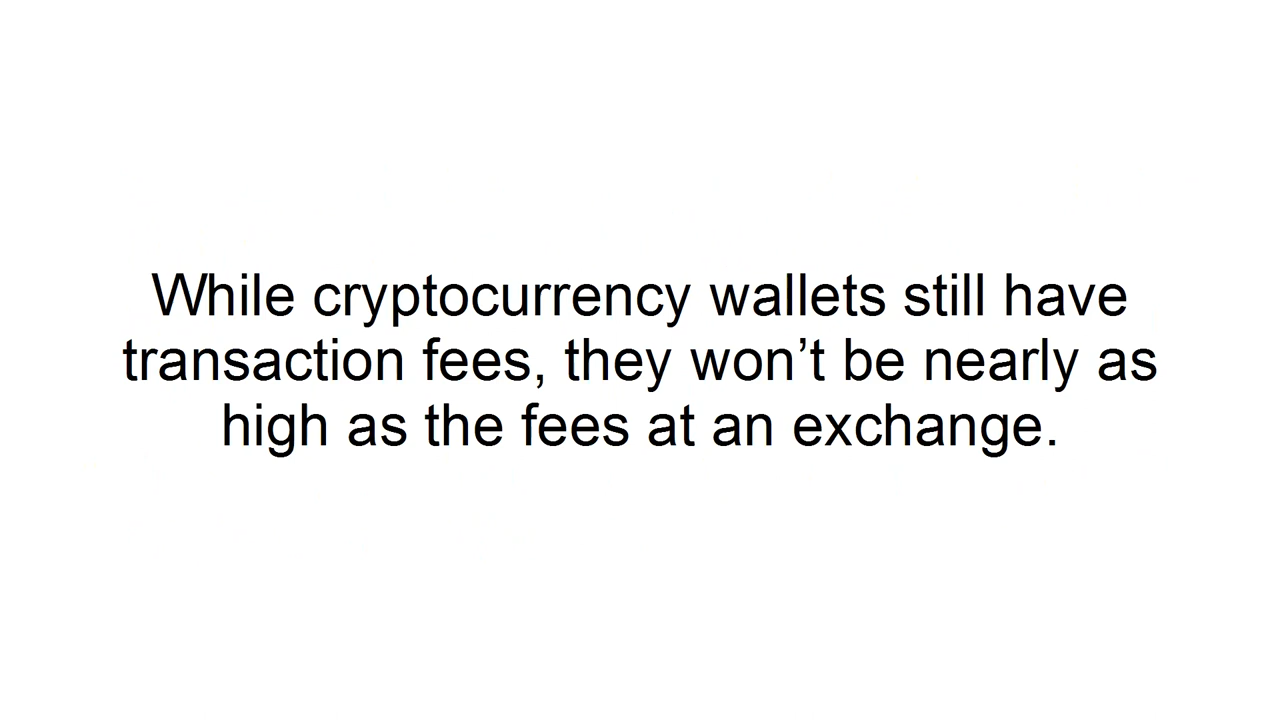 While cryptocurrency wallets still have
transaction fees, they won’t be nearly as
high as the fees at an exchange.